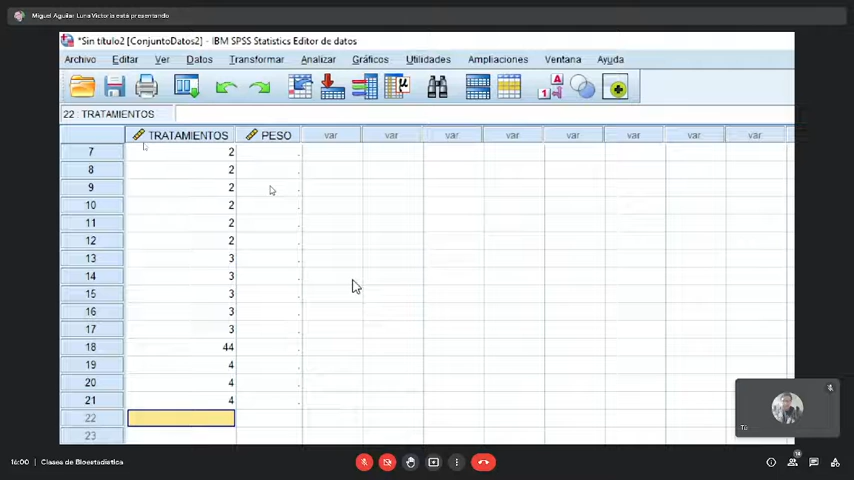 Miguel Aguilar Luna Victoria está presentando
*Sin título2 [ConjuntoDatos2] - IBM SPSS Statistics Editor de datos
Archivo Editar Ver Datos Transformar Analizar Gráficos Utilidades Ampliaciones Ventana Ayuda
22 : TRATAMIENTOS
TRATAMIENTOS PESO var var var var var var var var
7 2 .
8 2 .
9 2 .
10 2 .
11 2 .
12 2 .
13 3 .
14 3 .
15 3 .
16 3 .
17 3 .
18 44 .
19 4 .
20 4 .
21 4 .
22
23
Tú
16:00 | Clases de Bioestadística
14